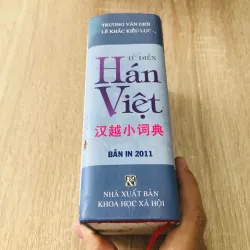 TRƯƠNG VĂN GIỚI
LÊ KHẮC KIỀU LỤC
TỪ ĐIỂN
Hán
Việt
汉越小词典
BẢN IN 2011
NHÀ XUẤT BẢN
KHOA HỌC XÃ HỘI